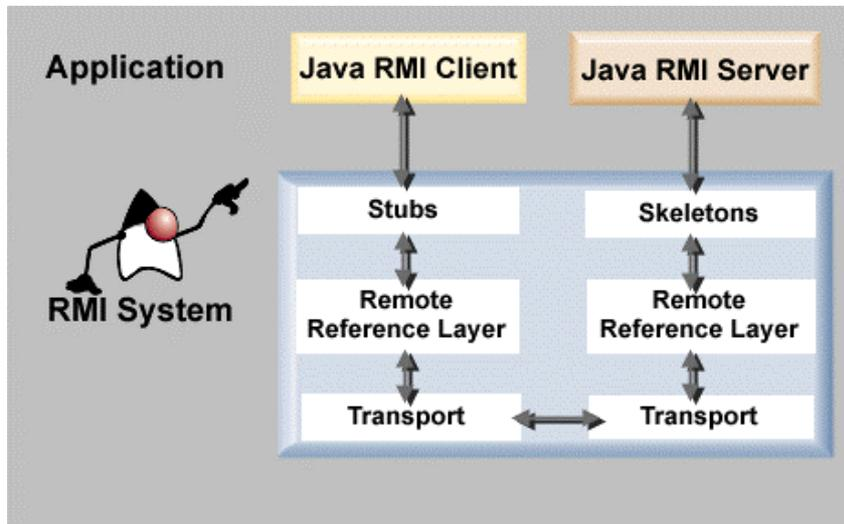 Application
Java RMI Client
Java RMI Server
RMI System
Stubs
Skeletons
Remote
Reference Layer
Remote
Reference Layer
Transport
Transport